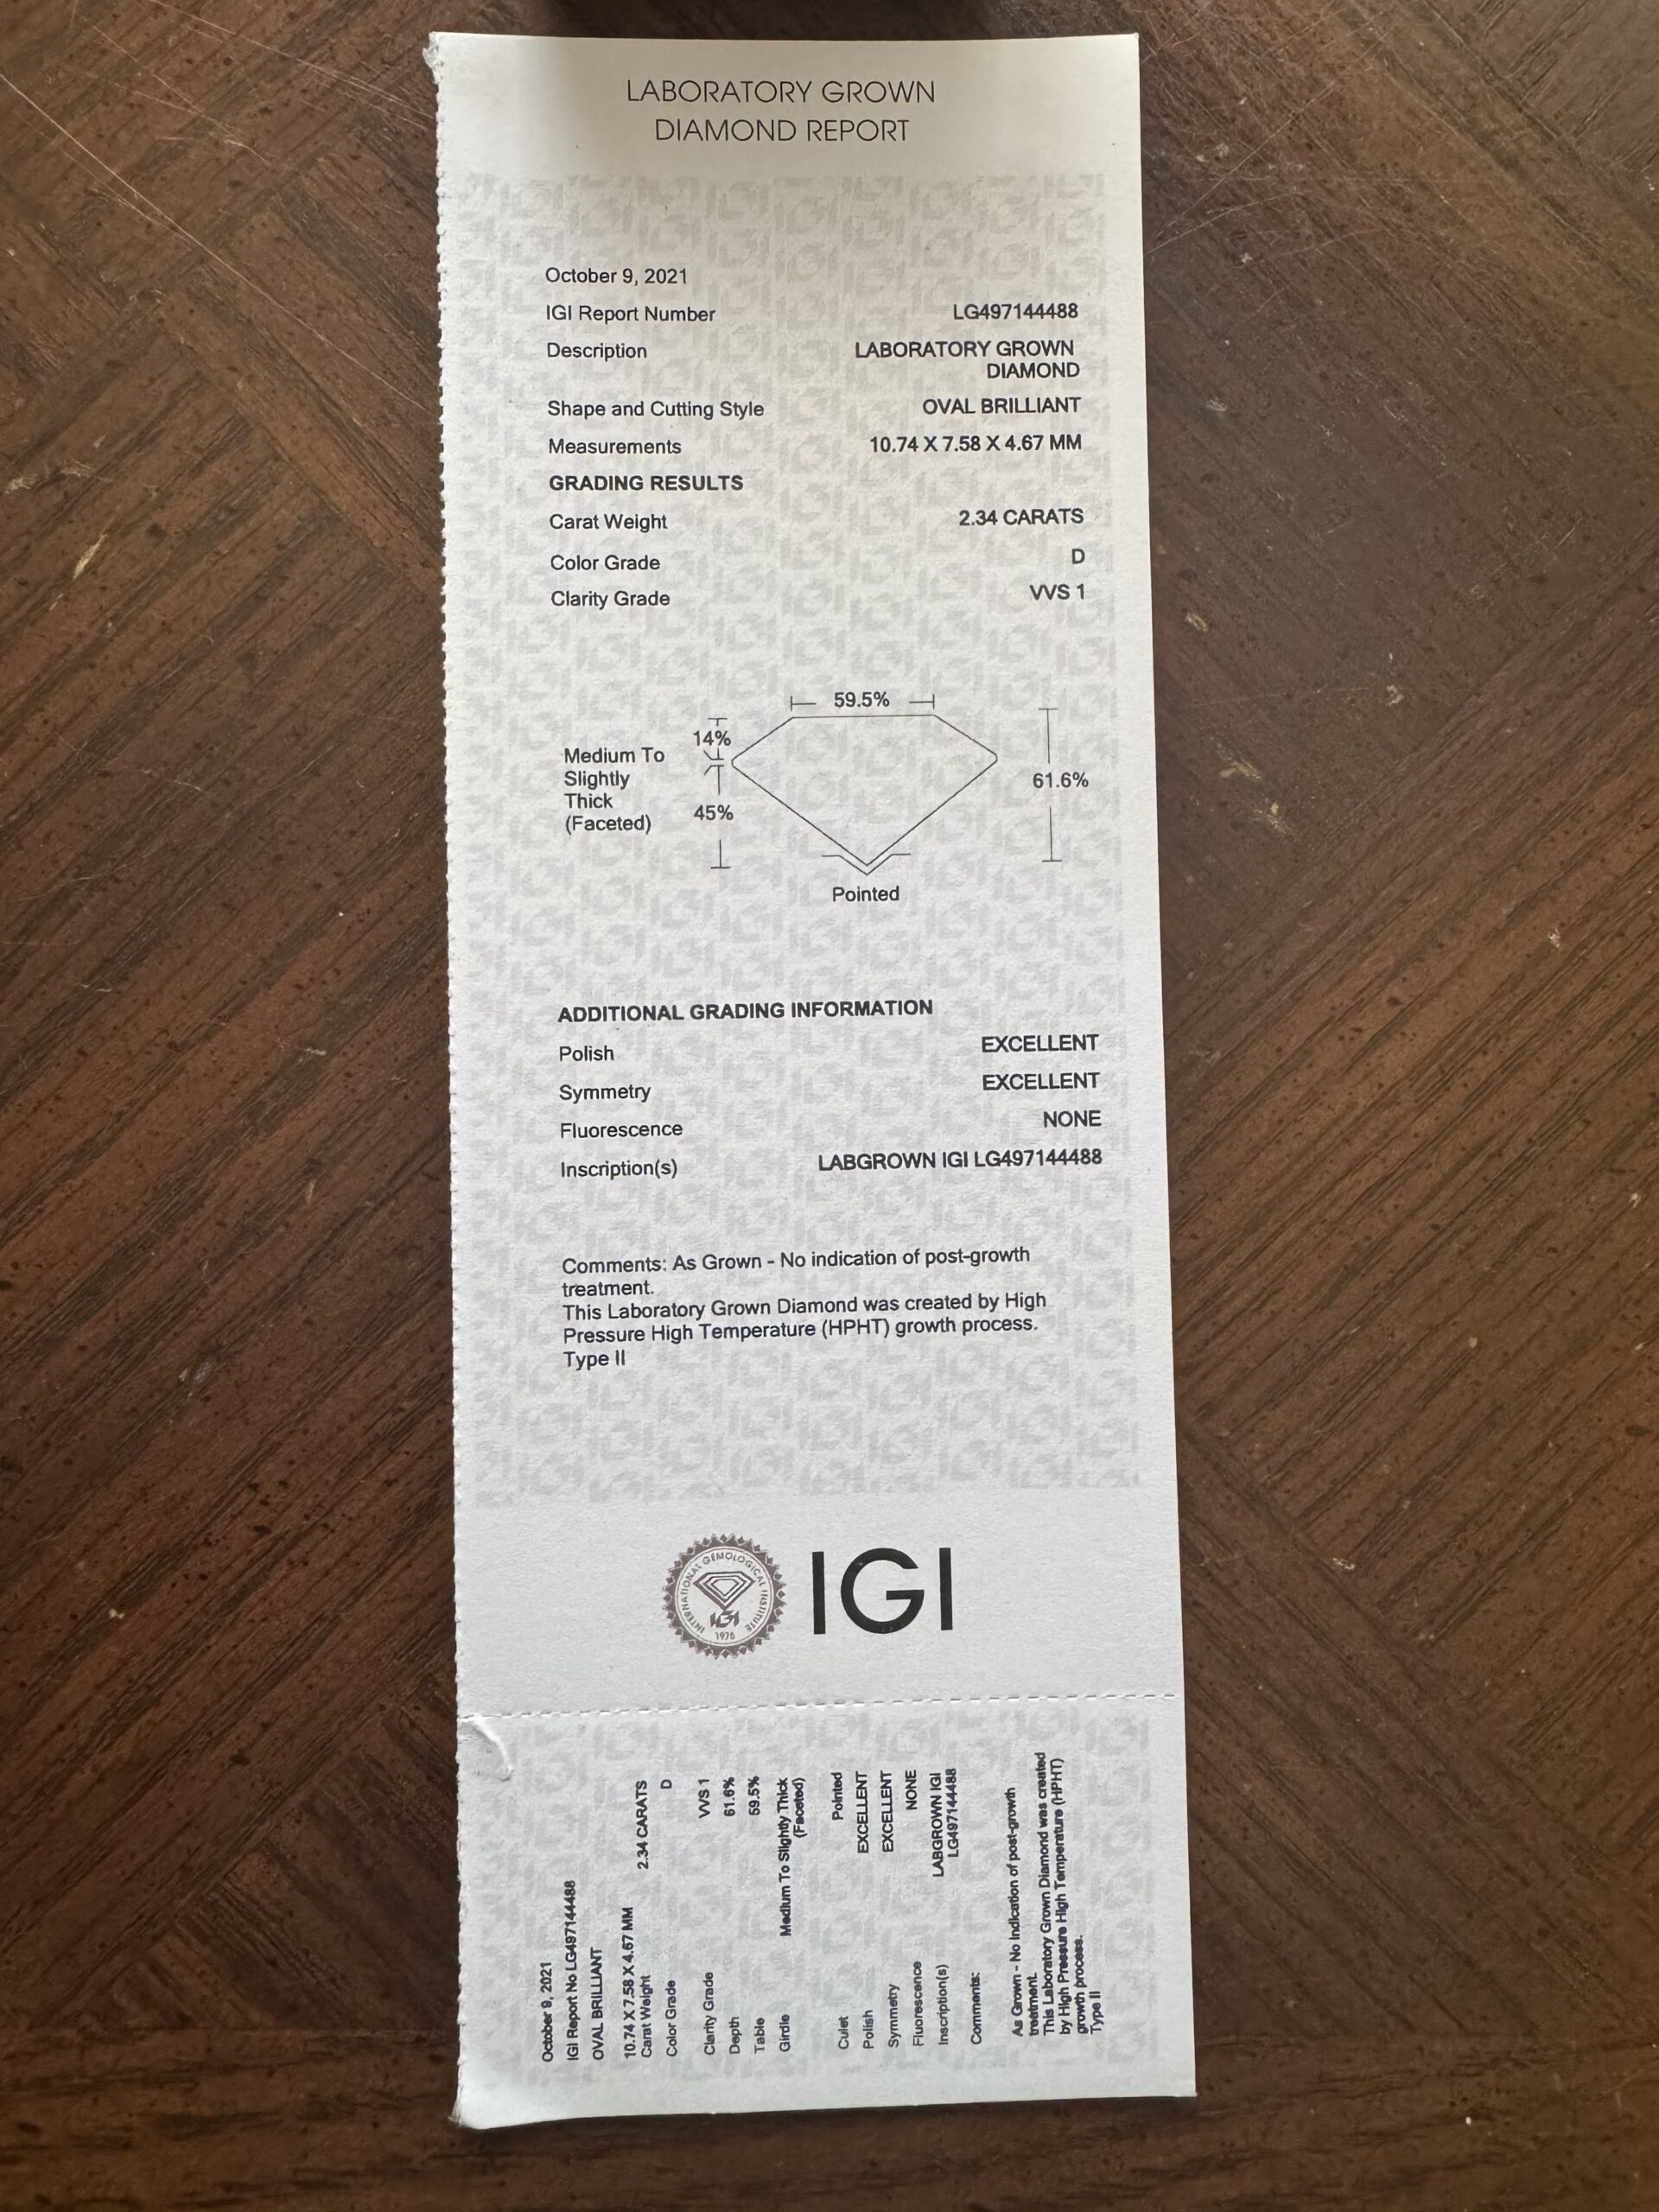 LABORATORY GROWN
DIAMOND REPORT
October 9, 2021
IGI Report Number LG497144488
Description LABORATORY GROWN
DIAMOND
Shape and Cutting Style OVAL BRILLIANT
Measurements 10.74 X 7.58 X 4.67 MM
GRADING RESULTS
Carat Weight 2.34 CARATS
Color Grade D
Clarity Grade VVS 1
59.5%
14%
Medium To
Slightly
Thick
(Faceted)
45%
61.6%
Pointed
ADDITIONAL GRADING INFORMATION
Polish EXCELLENT
Symmetry EXCELLENT
Fluorescence NONE
Inscription(s) LABGROWN IGI LG497144488
Comments: As Grown - No indication of post-growth
treatment.
This Laboratory Grown Diamond was created by High
Pressure High Temperature (HPHT) growth process.
Type II
INTERNATIONAL GEMOLOGICAL INSTITUTE
IGI
1975
IGI
October 9, 2021
IGI Report No LG497144488
OVAL BRILLIANT
10.74 X 7.58 X 4.67 MM
Carat Weight 2.34 CARATS
Color Grade D
Clarity Grade VVS 1
Depth 61.6%
Table 59.5%
Girdle Medium To Slightly Thick
(Faceted)
Culet Pointed
Polish EXCELLENT
Symmetry EXCELLENT
Fluorescence NONE
Inscription(s) LABGROWN IGI
LG497144488
Comments:
As Grown - No indication of post-growth
treatment.
This Laboratory Grown Diamond was created
by High Pressure High Temperature (HPHT)
growth process.
Type II